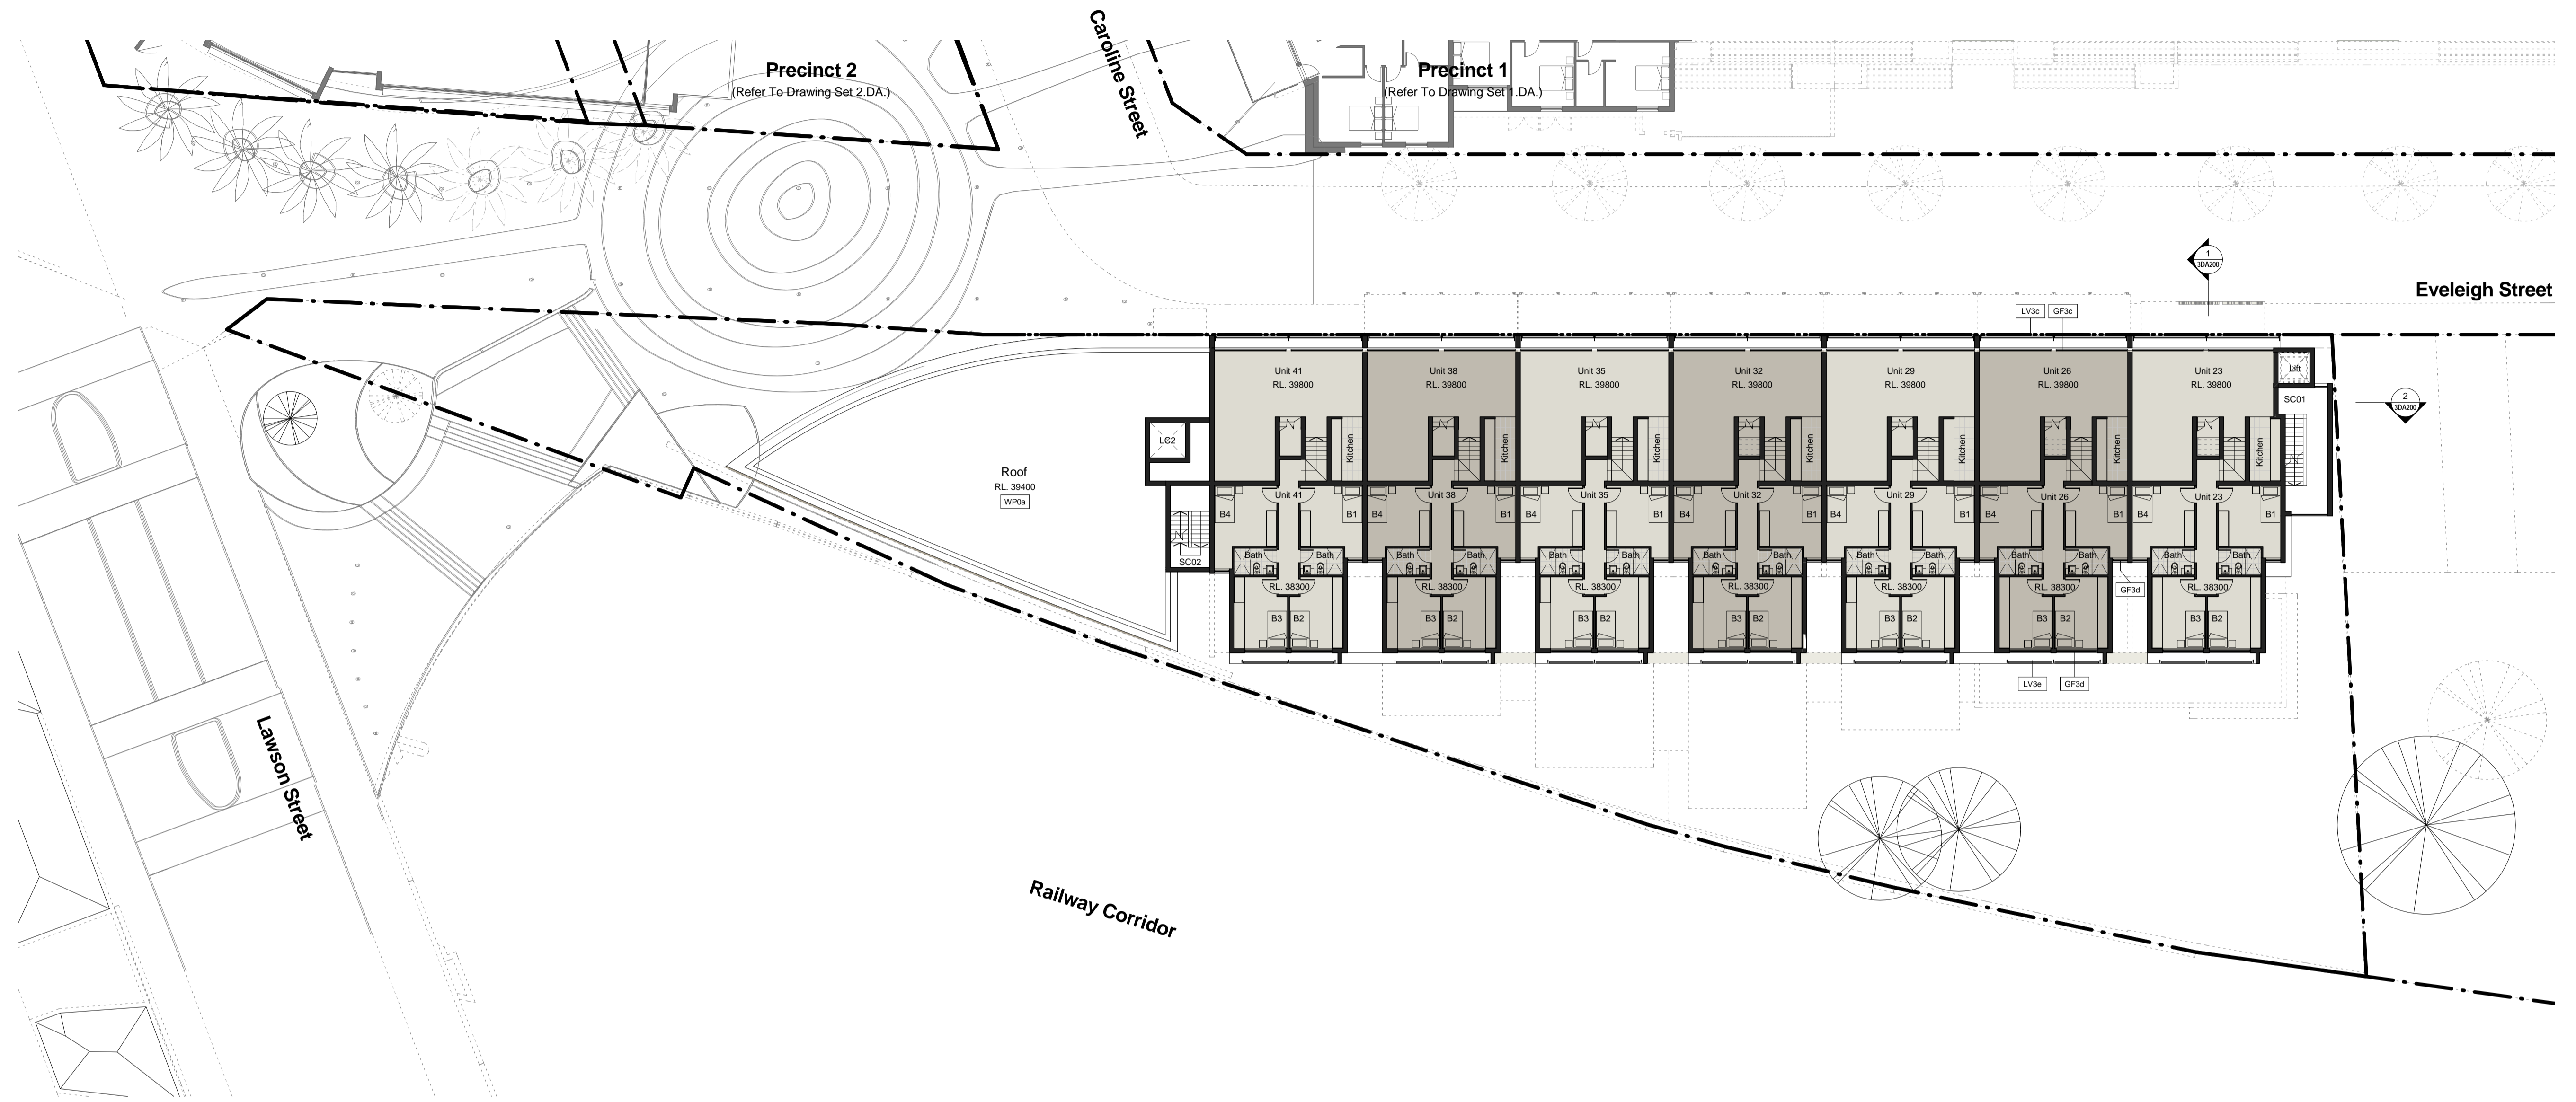 Caroline Street
Precinct 2
(Refer To Drawing Set 2.DA.)
Precinct 1
(Refer To Drawing Set 1.DA.)
1
3DA200
Eveleigh Street
LV3c
GF3c
2
3DA200
Unit 41
RL. 39800
Unit 38
RL. 39800
Unit 35
RL. 39800
Unit 32
RL. 39800
Unit 29
RL. 39800
Unit 26
RL. 39800
Unit 23
RL. 39800
Lift
SC01
LC2
Kitchen
Kitchen
Kitchen
Kitchen
Kitchen
Kitchen
Kitchen
Roof
RL. 39400
WP0a
Unit 41
Unit 38
Unit 35
Unit 32
Unit 29
Unit 26
Unit 23
B4
B1
B4
B1
B4
B1
B4
B1
B4
B1
B4
B1
B4
B1
SC02
Bath
Bath
Bath
Bath
Bath
Bath
Bath
Bath
Bath
Bath
Bath
Bath
Bath
Bath
RL. 38300
RL. 38300
RL. 38300
RL. 38300
RL. 38300
RL. 38300
RL. 38300
GF3d
B3
B2
B3
B2
B3
B2
B3
B2
B3
B2
B3
B2
B3
B2
LV3e
GF3d
Lawson Street
Railway Corridor